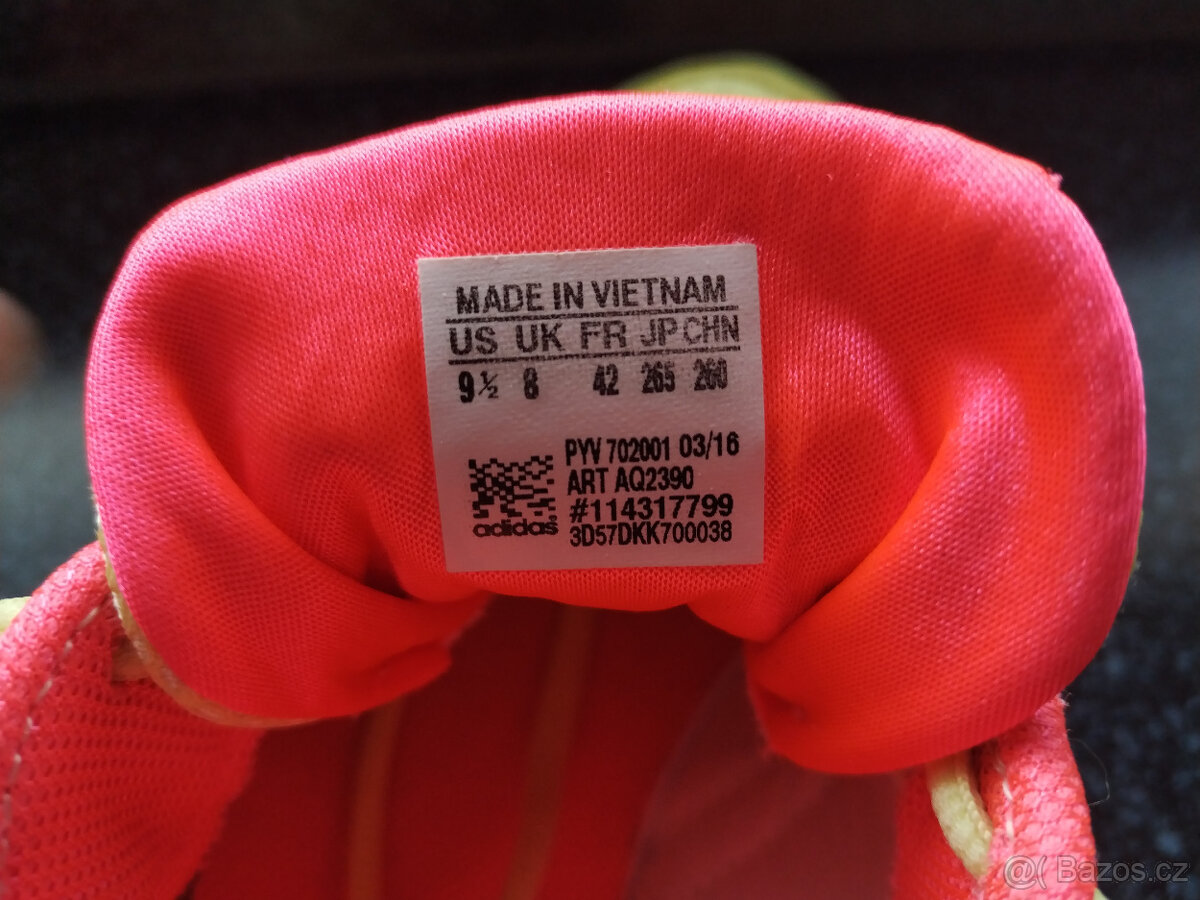 MADE IN VIETNAM
US UK FR JP CHN
9½ 8 42 265 260
PYV 702001 03/16
ART AQ2390
#114317799
3D57DKK700038
adidas
Bazos.cz